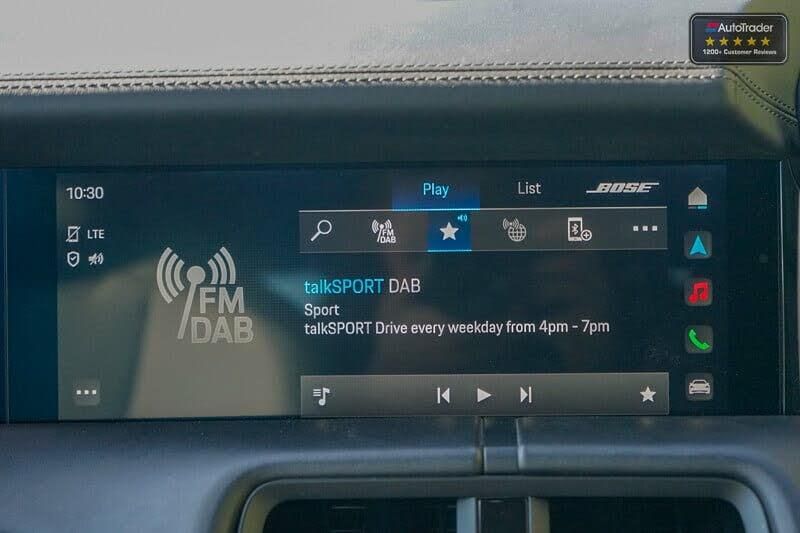 AutoTrader
1200+ Customer Reviews
10:30
Play
List
BOSE
LTE
FM
DAB
FM
DAB
talkSPORT DAB
Sport
talkSPORT Drive every weekday from 4pm - 7pm